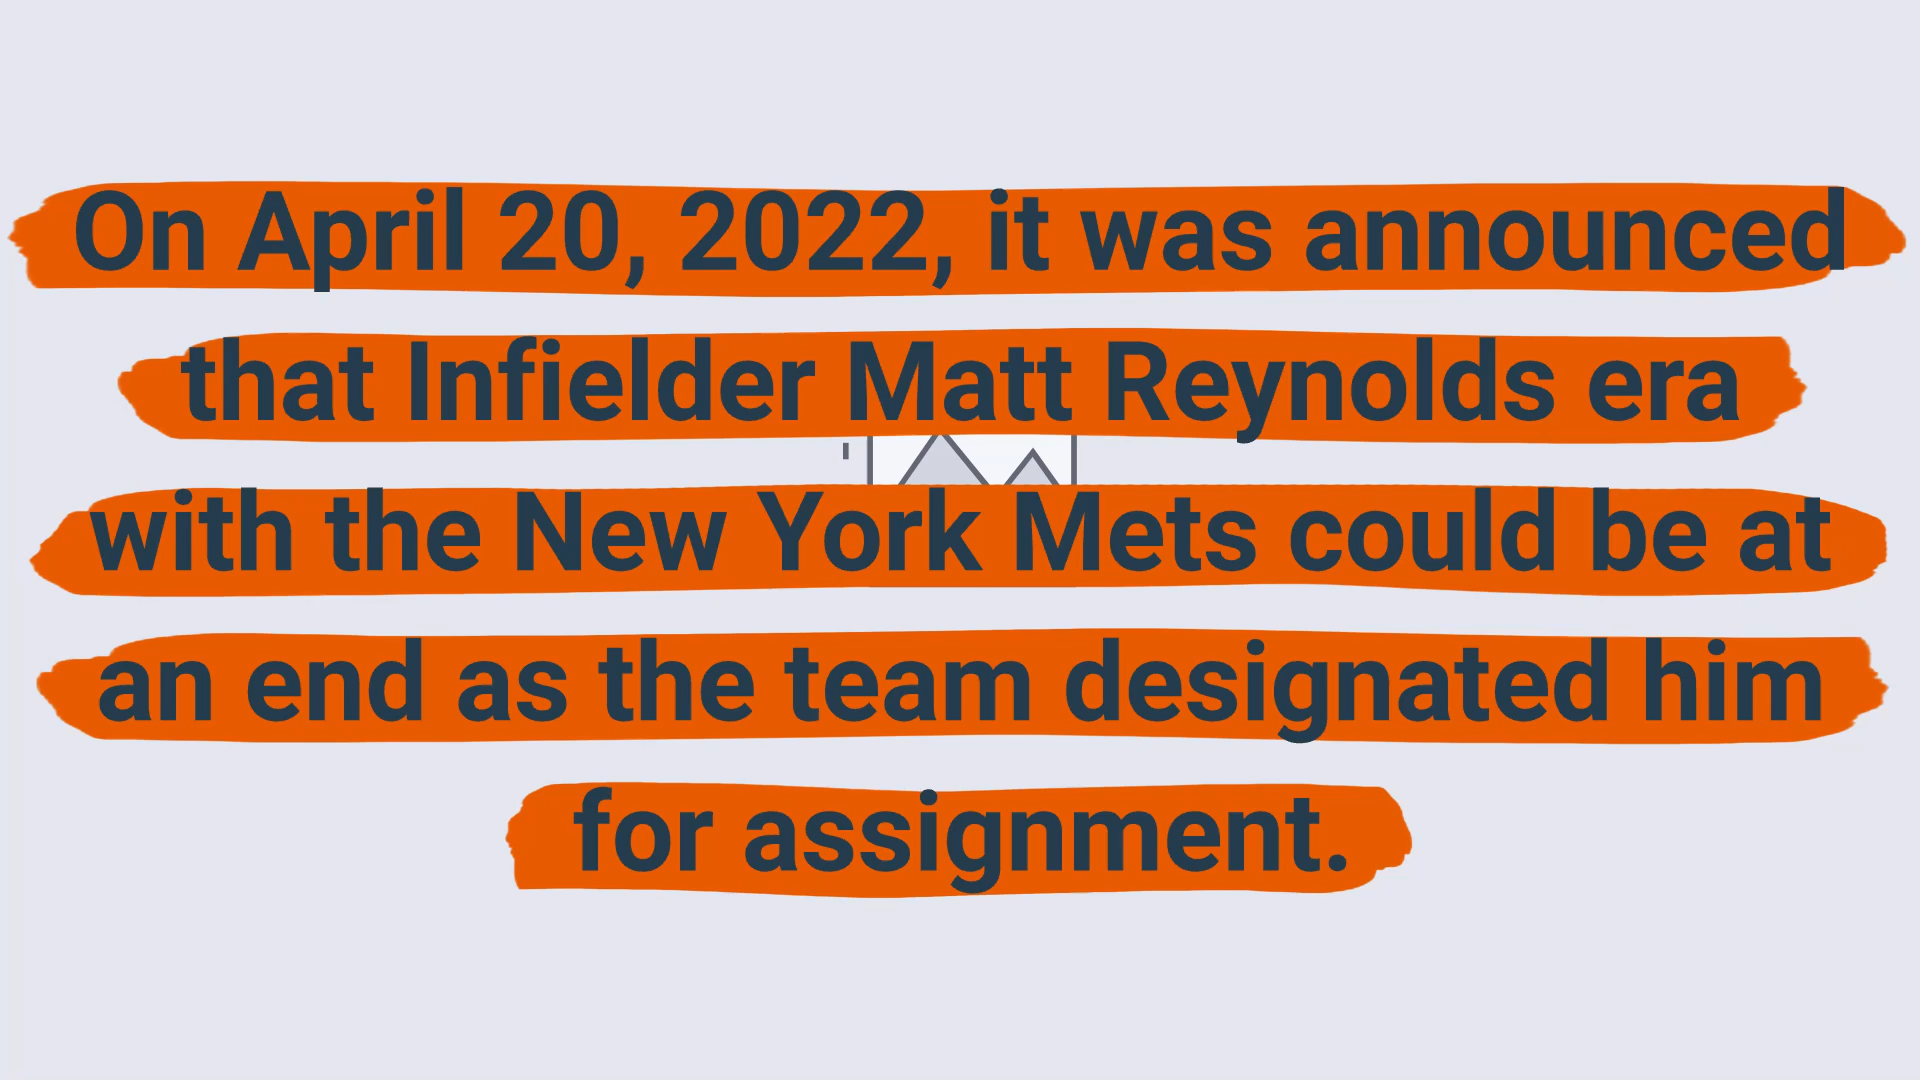 On April 20, 2022, it was announced
that Infielder Matt Reynolds era
with the New York Mets could be at
an end as the team designated him
for assignment.